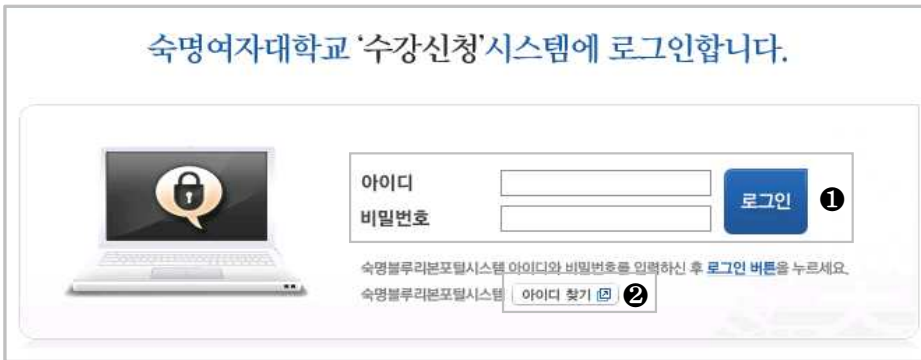 숙명여자대학교 '수강신청'시스템에 로그인합니다.
아이디
비밀번호
로그인
❶
숙명블루리본포털시스템 아이디와 비밀번호를 입력하신 후 로그인 버튼을 누르세요.
숙명블루리본포털시스템 아이디 찾기 ❷